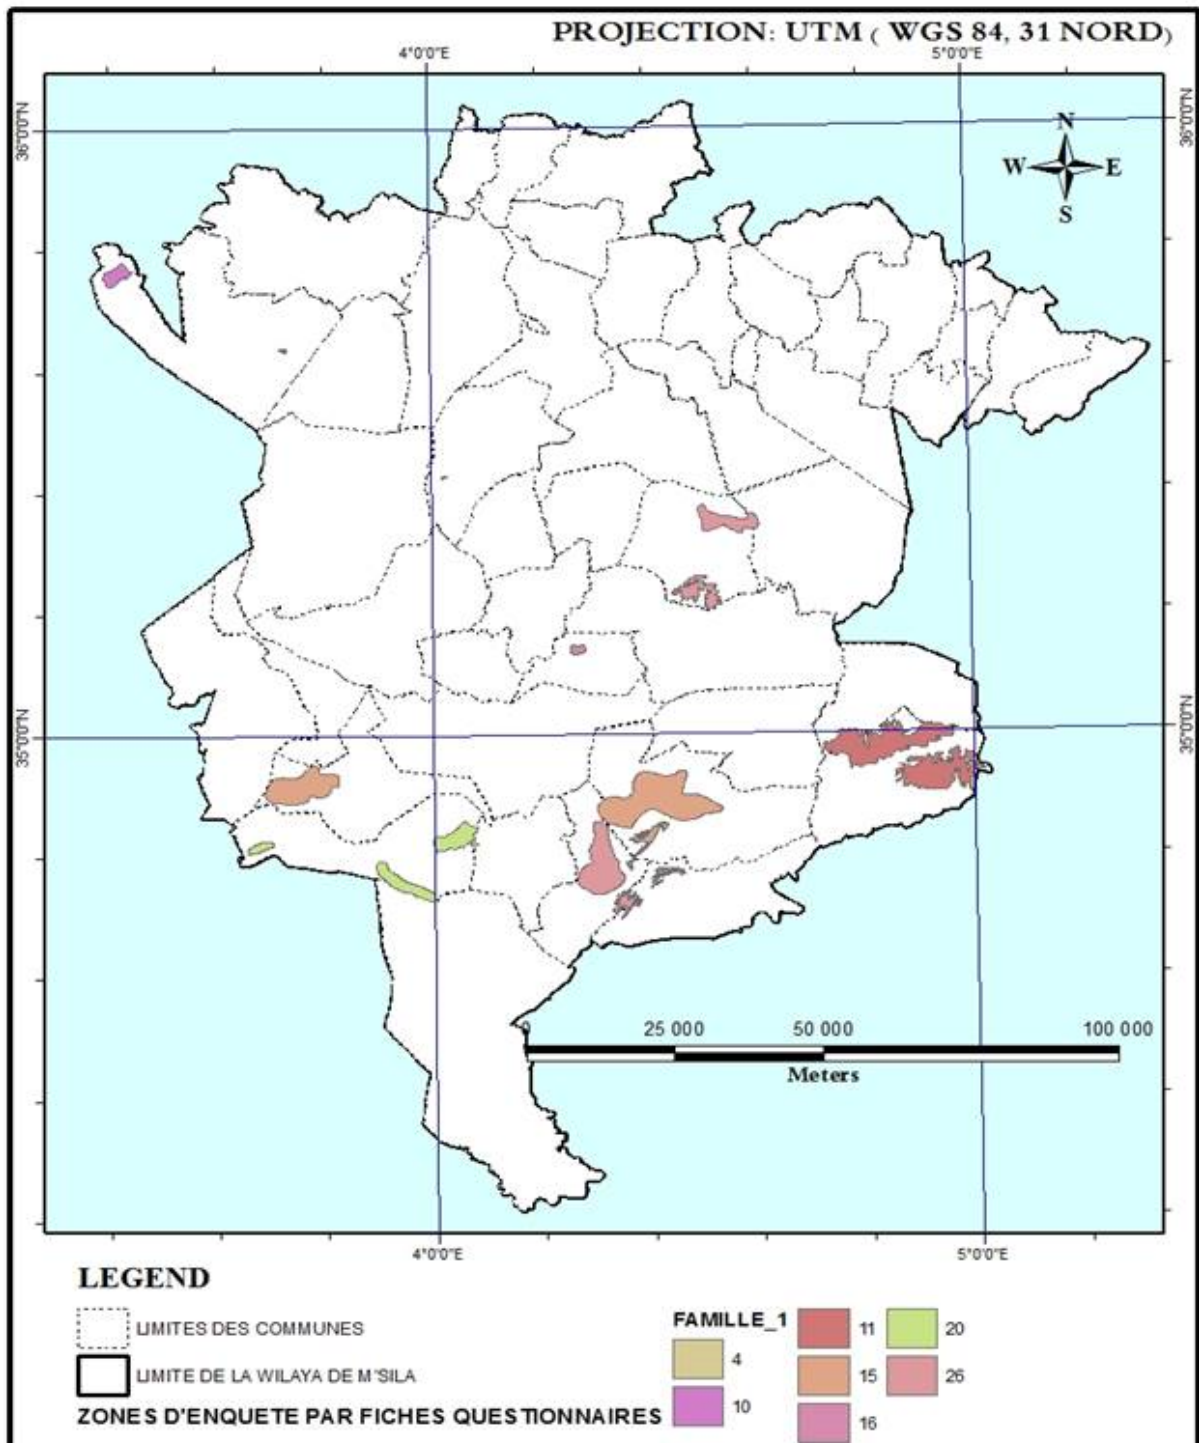 PROJECTION: UTM ( WGS 84, 31 NORD)
4°0'0"E 5°0'0"E
36°0'0"N 36°0'0"N
N
W E
S
35°0'0"N 35°0'0"N
0 25 000 50 000 100 000
Meters
4°0'0"E 5°0'0"E
LEGEND
LIMITES DES COMMUNES
LIMITE DE LA WILAYA DE M'SILA
ZONES D'ENQUETE PAR FICHES QUESTIONNAIRES
FAMILLE_1
4
10
11
15
16
20
26